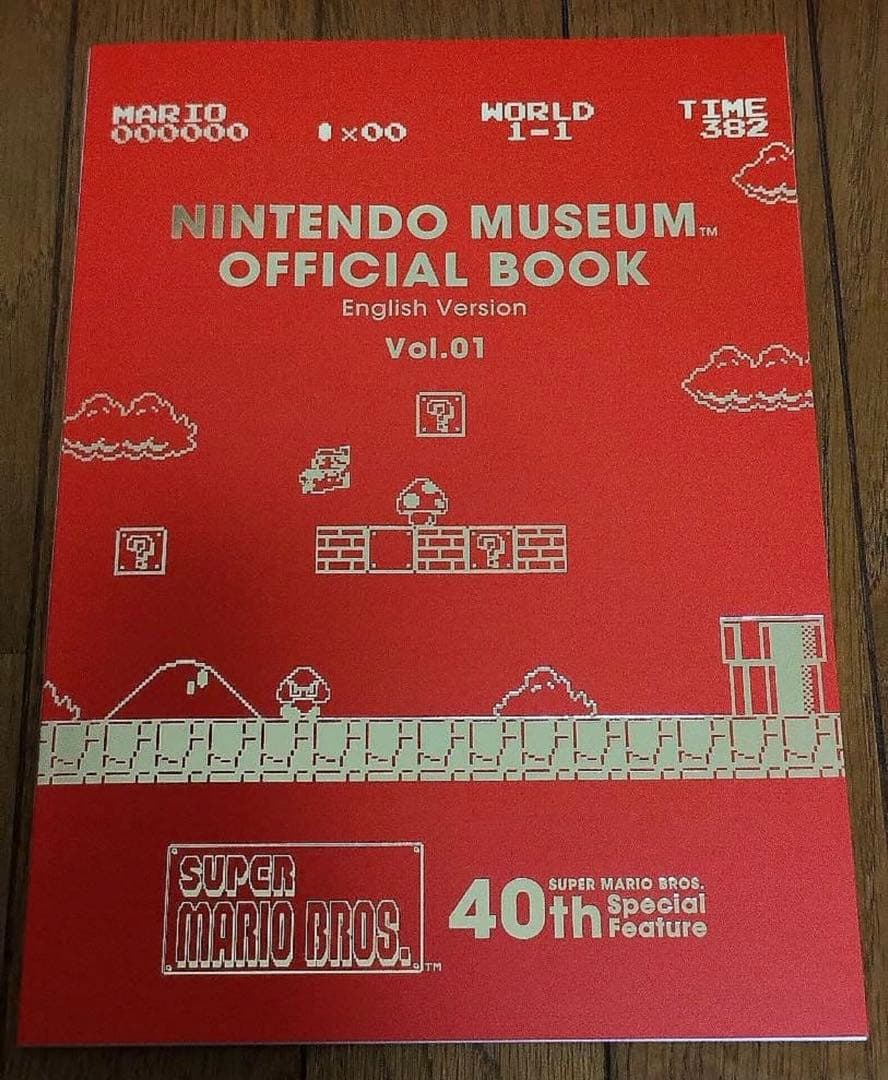 MARIO
000000 ×00
WORLD
1-1
TIME
382
NINTENDO MUSEUM™
OFFICIAL BOOK
English Version
Vol.01
?
?
?
SUPER
MARIO BROS.™
40th
SUPER MARIO BROS.
Special
Feature